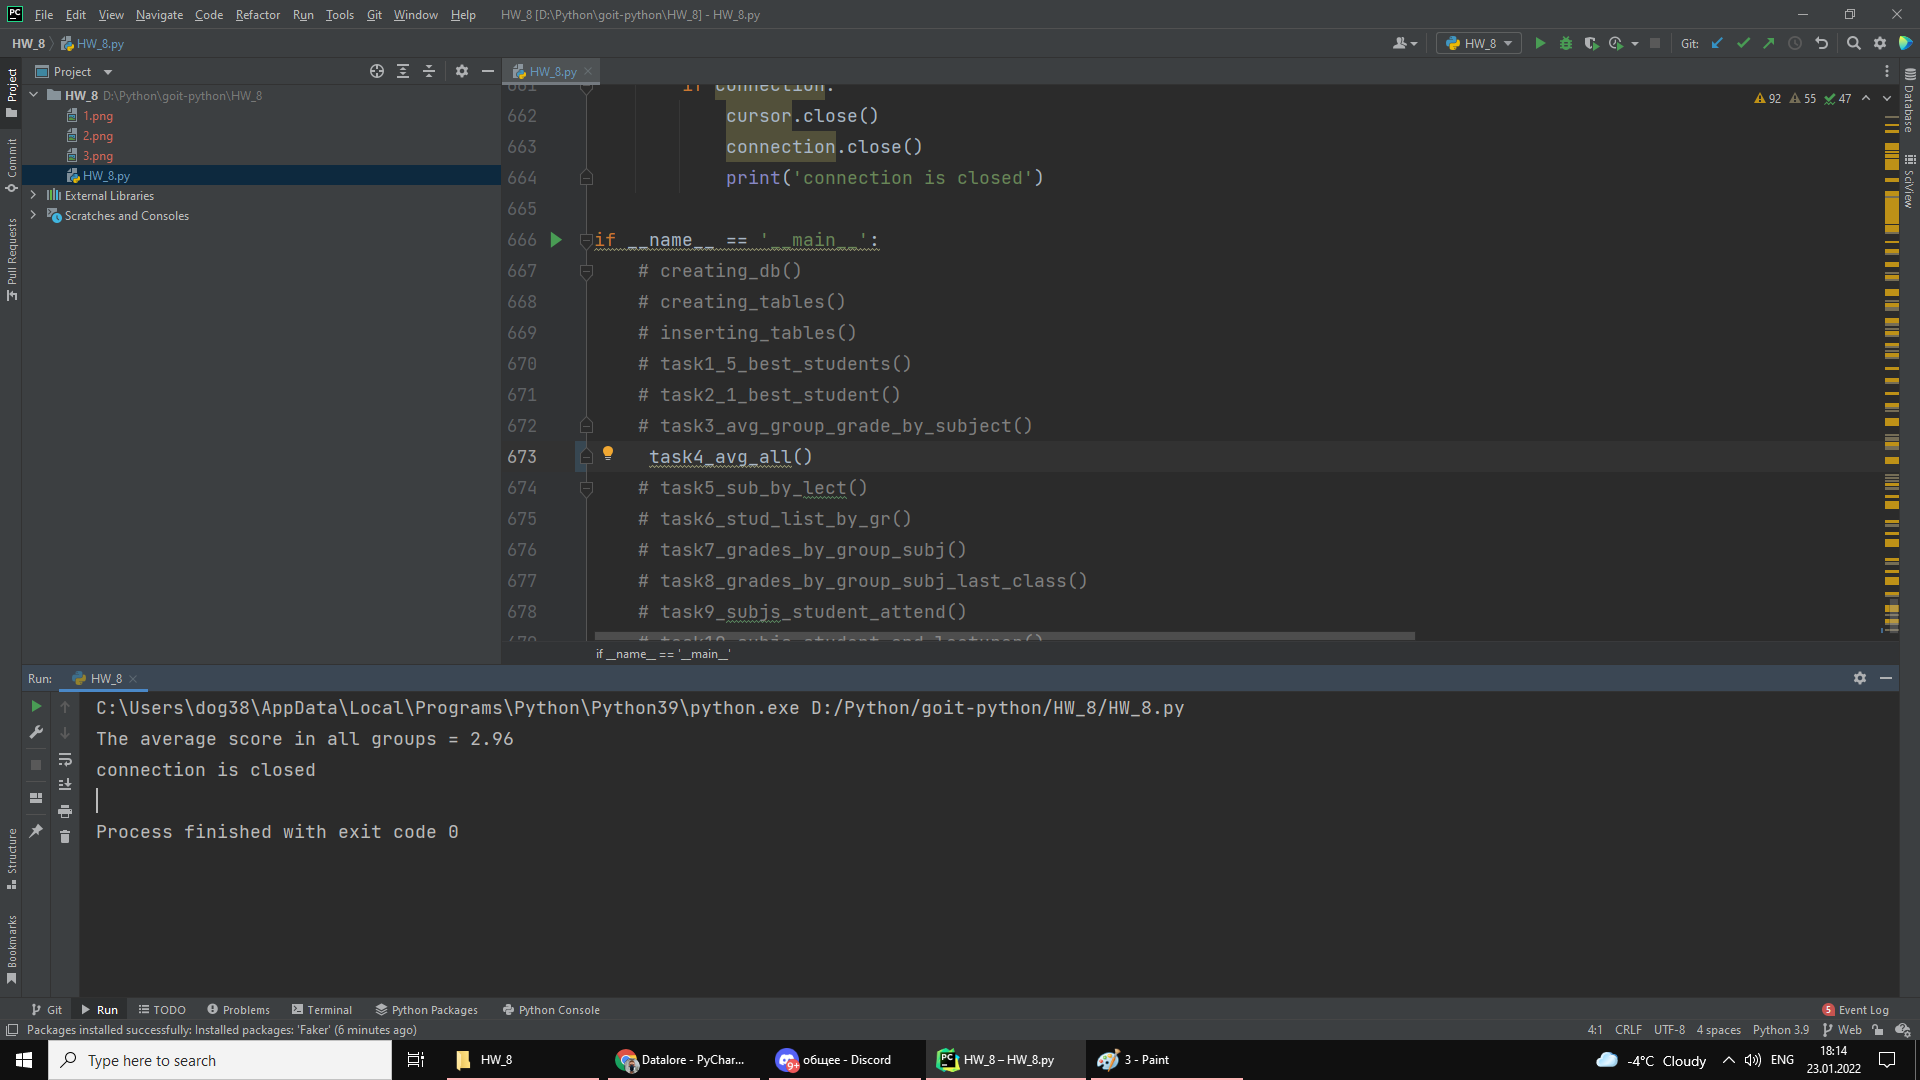 File Edit View Navigate Code Refactor Run Tools Git Window Help HW_8 [D:\Python\goit-python\HW_8] - HW_8.py
HW_8 HW_8.py HW_8 Git:
Project HW_8.py
HW_8 D:\Python\goit-python\HW_8
1.png
2.png
3.png
HW_8.py
External Libraries
Scratches and Consoles
Project
Commit
Pull Requests
Structure
Bookmarks
92 55 47
Database
SciView
661 if connection:
662 cursor.close()
663 connection.close()
664 print('connection is closed')
665
666 if __name__ == '__main__':
667 # creating_db()
668 # creating_tables()
669 # inserting_tables()
670 # task1_5_best_students()
671 # task2_1_best_student()
672 # task3_avg_group_grade_by_subject()
673 task4_avg_all()
674 # task5_sub_by_lect()
675 # task6_stud_list_by_gr()
676 # task7_grades_by_group_subj()
677 # task8_grades_by_group_subj_last_class()
678 # task9_subjs_student_attend()
679 # task10_subjs_student_and_lecturer()
if __name__ == '__main__'
Run: HW_8
C:\Users\dog38\AppData\Local\Programs\Python\Python39\python.exe D:/Python/goit-python/HW_8/HW_8.py
The average score in all groups = 2.96
connection is closed
Process finished with exit code 0
Git Run TODO Problems Terminal Python Packages Python Console 5 Event Log
Packages installed successfully: Installed packages: 'Faker' (6 minutes ago) 4:1 CRLF UTF-8 4 spaces Python 3.9 Web
Type here to search HW_8 Datalore - PyChar... 9+ общее - Discord HW_8 – HW_8.py 3 - Paint -4°C Cloudy ENG 18:14
23.01.2022